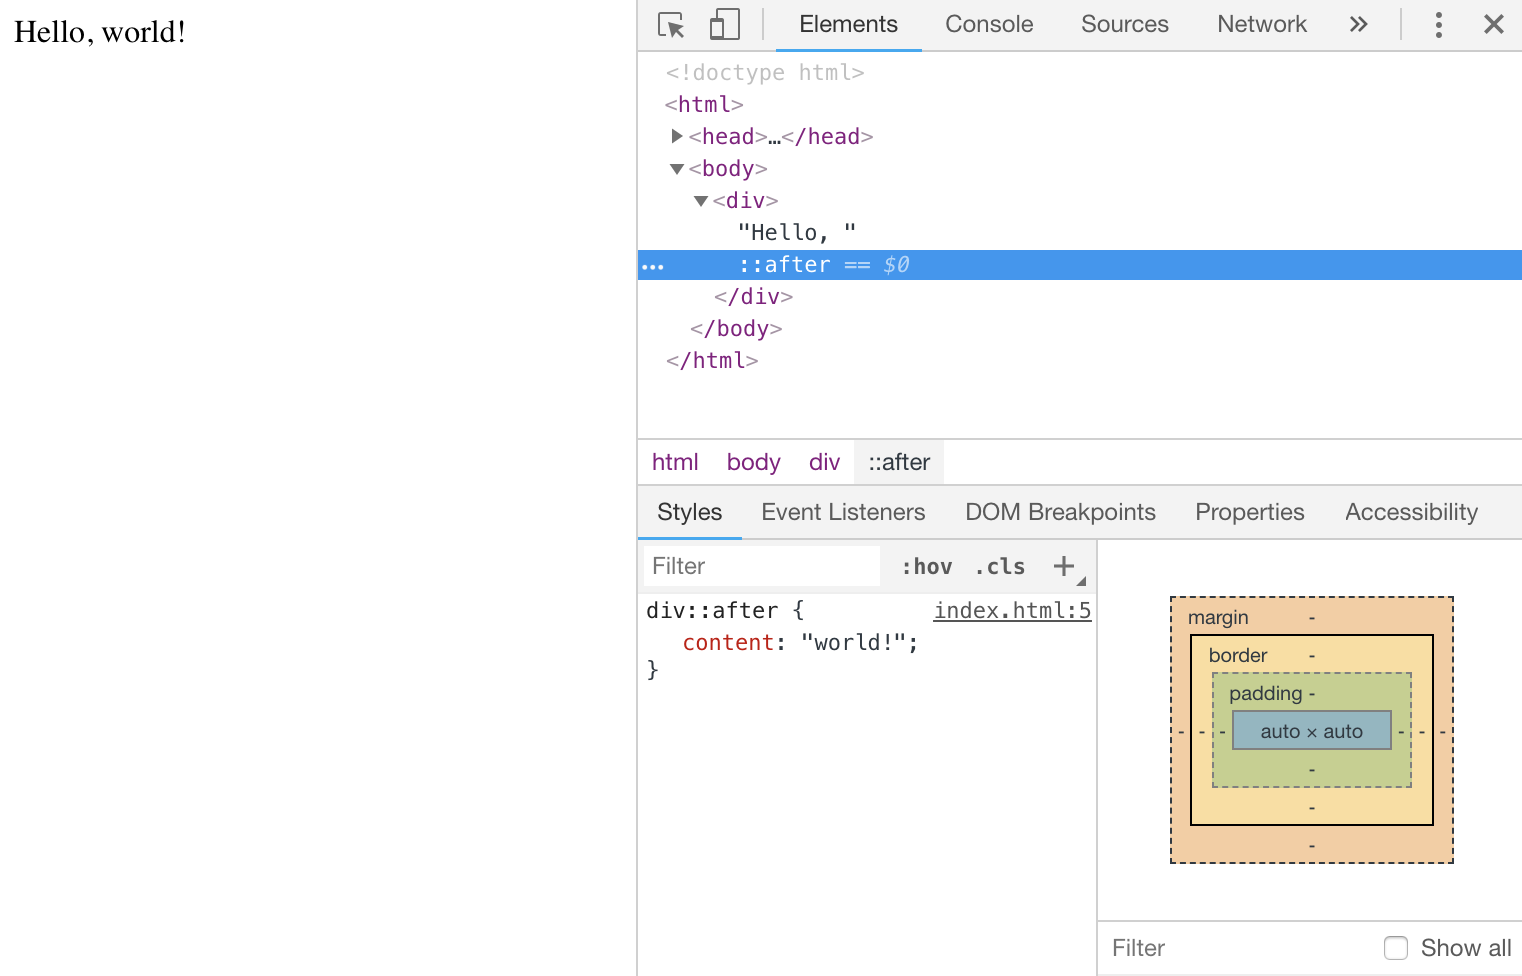 Hello, world!
Elements Console Sources Network »
<!doctype html>
<html>
<head>…</head>
<body>
<div>
"Hello, "
... ::after == $0
</div>
</body>
</html>
html body div ::after
Styles Event Listeners DOM Breakpoints Properties Accessibility
Filter :hov .cls +
div::after { index.html:5
content: "world!";
}
margin -
border -
padding -
- - - auto × auto - - -
-
-
-
Filter Show all